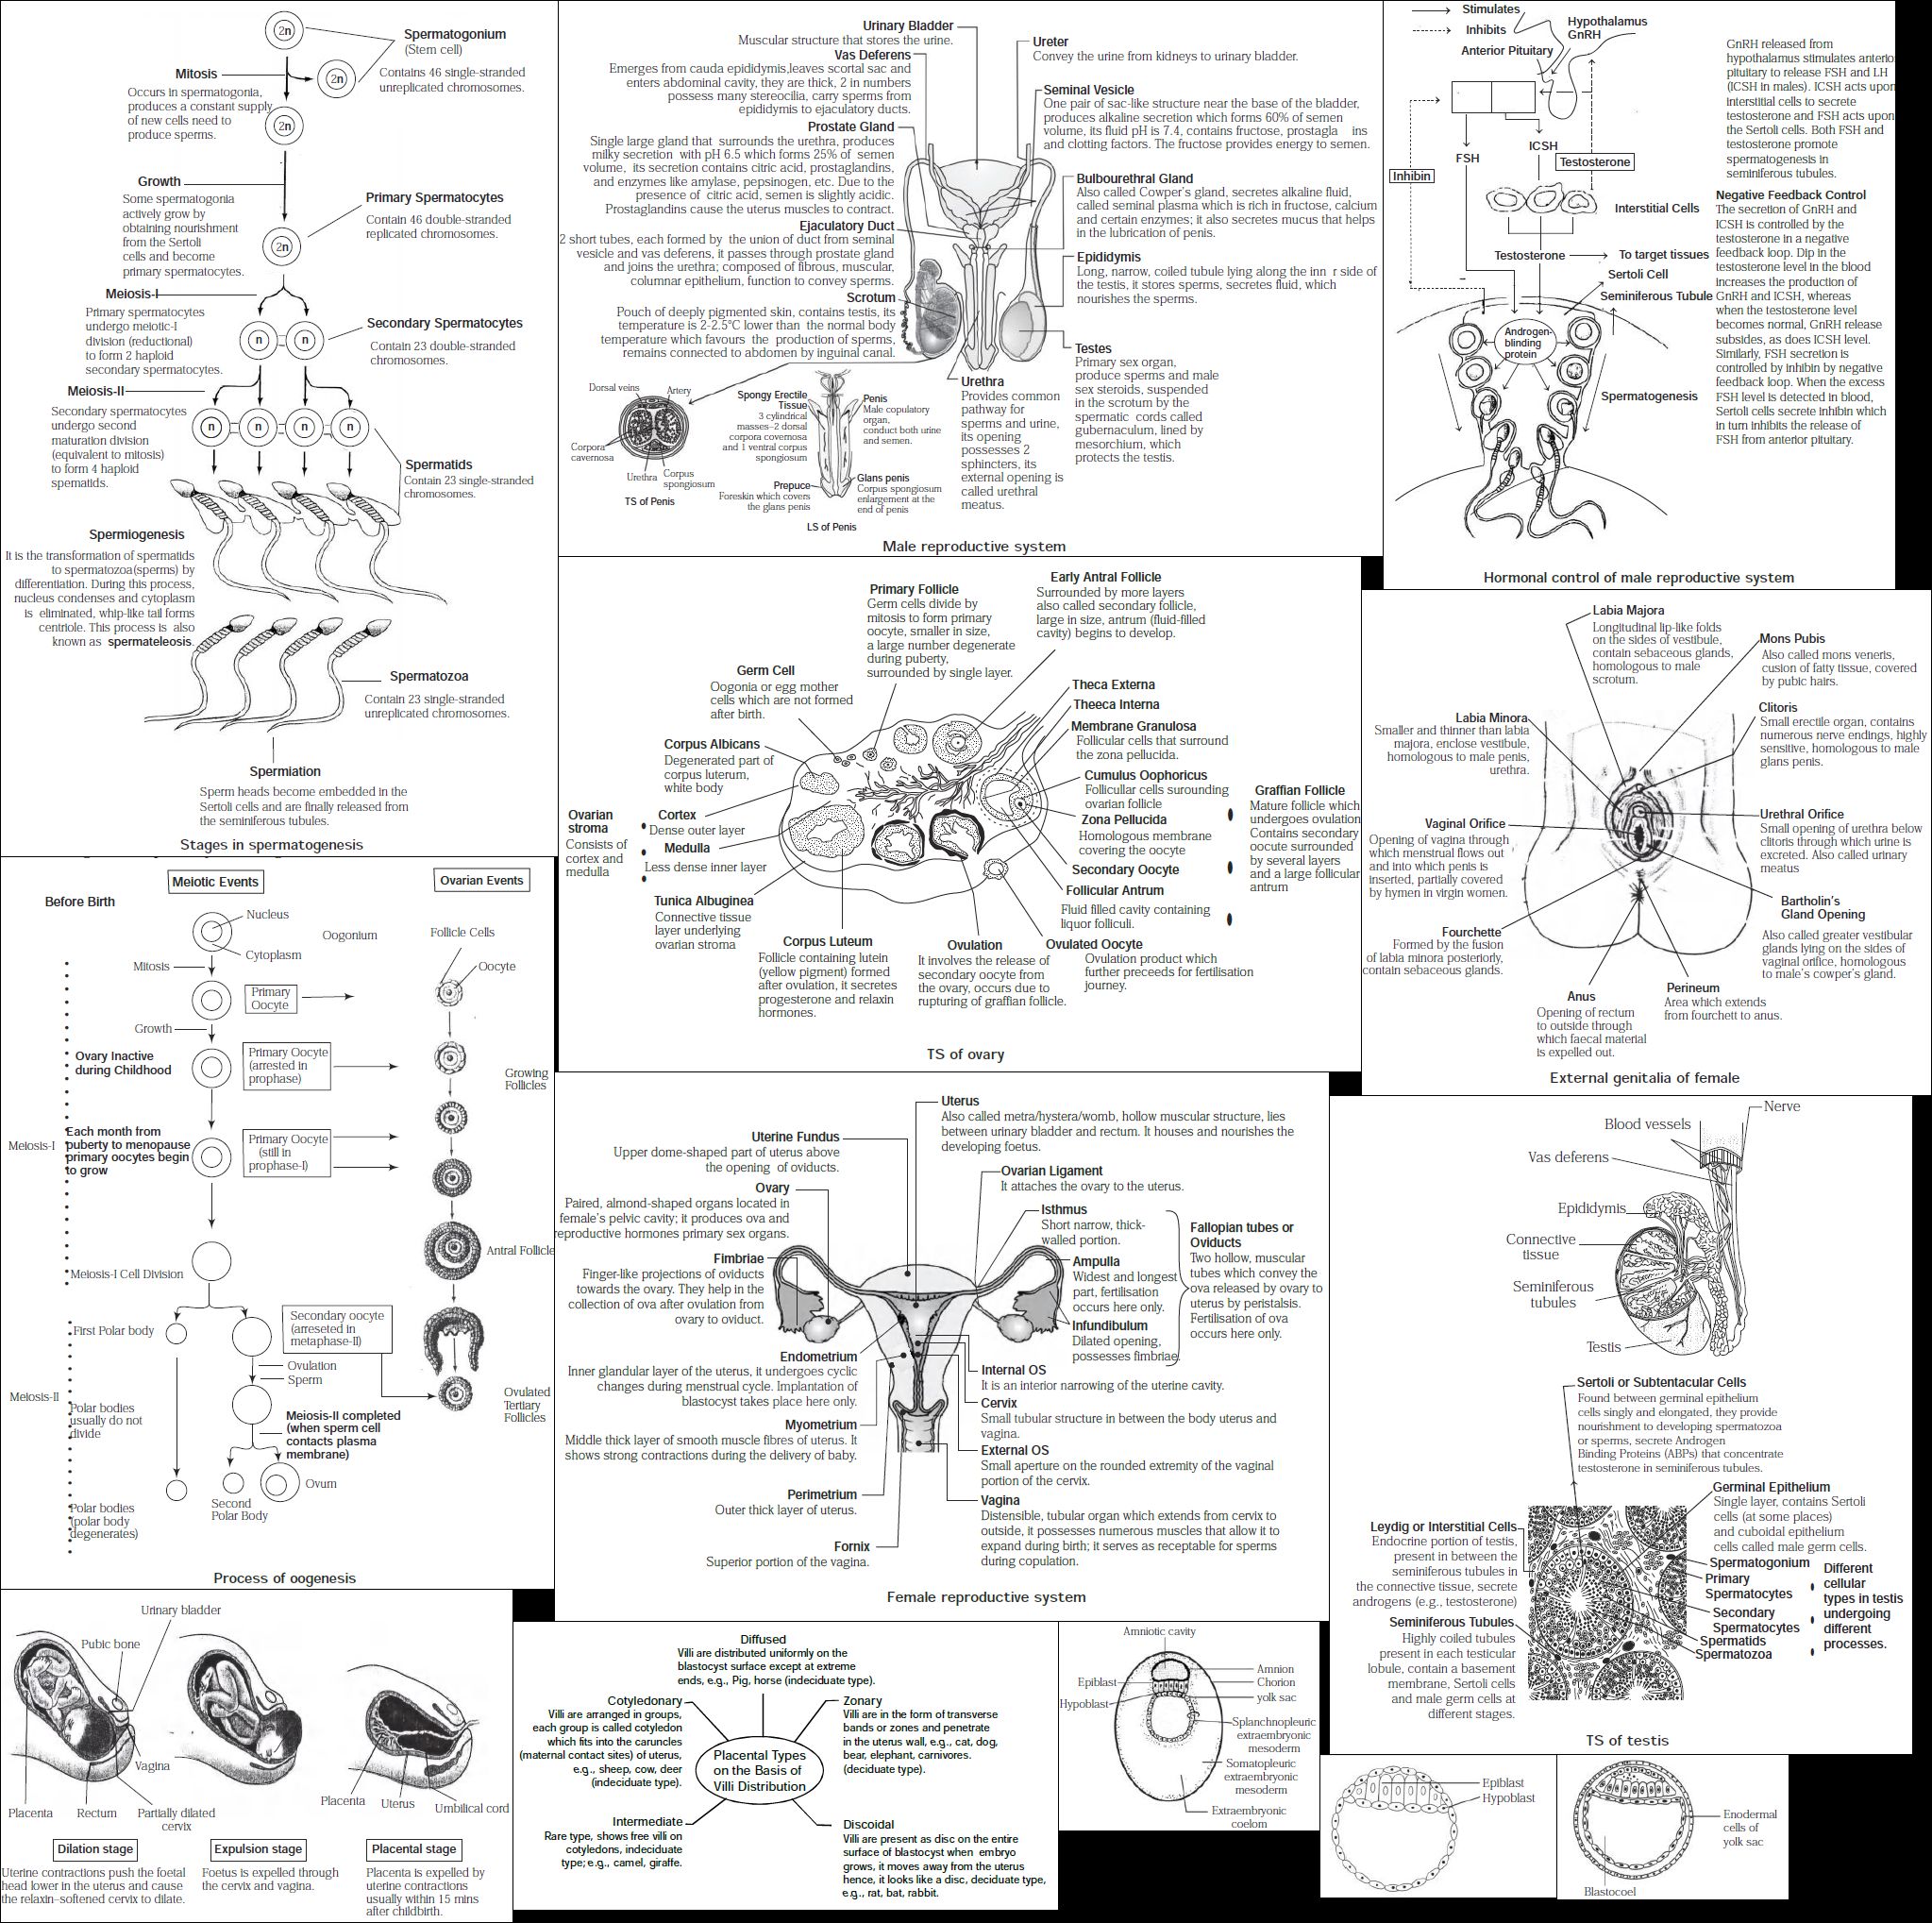 2n
Spermatogonium
(Stem cell)
Contains 46 single-stranded
unreplicated chromosomes.
Mitosis
2n
Occurs in spermatogonia,
produces a constant supply
of new cells need to
produce sperms.
2n
Growth
Some spermatogonia
actively grow by
obtaining nourishment
from the Sertoli
cells and become
primary spermatocytes.
Primary Spermatocytes
Contain 46 double-stranded
replicated chromosomes.
2n
Meiosis-I
Primary spermatocytes
undergo meiotic-I
division (reductional)
to form 2 haploid
secondary spermatocytes.
n
n
Secondary Spermatocytes
Contain 23 double-stranded
chromosomes.
Meiosis-II
Secondary spermatocytes
undergo second
maturation division
(equivalent to mitosis)
to form 4 haploid
spematids.
n
n
n
n
Spermatids
Contain 23 single-stranded
chromosomes.
Spermiogenesis
It is the transformation of spermatids
to spermatozoa(sperms) by
differentiation. During this process,
nucleus condenses and cytoplasm
is eliminated, whip-like tail forms
centriole. This process is also
known as spermateleosis.
Spermatozoa
Contain 23 single-stranded
unreplicated chromosomes.
Spermiation
Sperm heads become embedded in the
Sertoli cells and are finally released from
the seminiferous tubules.
Stages in spermatogenesis
Urinary Bladder
Muscular structure that stores the urine.
Vas Deferens
Emerges from cauda epididymis,leaves scortal sac and
enters abdominal cavity, they are thick, 2 in numbers
possess many stereocilia, carry sperms from
epididymis to ejaculatory ducts.
Prostate Gland
Single large gland that surrounds the urethra, produces
milky secretion with pH 6.5 which forms 25% of semen
volume, its secretion contains citric acid, prostaglandins,
and enzymes like amylase, pepsinogen, etc. Due to the
presence of citric acid, semen is slightly acidic.
Prostaglandins cause the uterus muscles to contract.
Ejaculatory Duct
2 short tubes, each formed by the union of duct from seminal
vesicle and vas deferens, it passes through prostate gland
and joins the urethra; composed of fibrous, muscular,
columnar epithelium, function to convey sperms.
Scrotum
Pouch of deeply pigmented skin, contains testis, its
temperature is 2-2.5°C lower than the normal body
temperature which favours the production of sperms,
remains connected to abdomen by inguinal canal.
Ureter
Convey the urine from kidneys to urinary bladder.
Seminal Vesicle
One pair of sac-like structure near the base of the bladder,
produces alkaline secretion which forms 60% of semen
volume, its fluid pH is 7.4, contains fructose, prostagla ins
and clotting factors. The fructose provides energy to semen.
Bulbourethral Gland
Also called Cowper's gland, secretes alkaline fluid,
called seminal plasma which is rich in fructose, calcium
and certain enzymes; it also secretes mucus that helps
in the lubrication of penis.
Epididymis
Long, narrow, coiled tubule lying along the inn r side of
the testis, it stores sperms, secretes fluid, which
nourishes the sperms.
Testes
Primary sex organ,
produce sperms and male
sex steroids, suspended
in the scrotum by the
spermatic cords called
gubernaculum, lined by
mesorchium, which
protects the testis.
Urethra
Provides common
pathway for
sperms and urine,
its opening
possesses 2
sphincters, its
external opening is
called urethral
meatus.
Dorsal veins
Artery
Corpora
cavernosa
Urethra
Corpus
spongiosum
TS of Penis
Spongy Erectile
Tissue
3 cylindrical
masses–2 dorsal
corpora covernosa
and 1 ventral corpus
spongiosum
Prepuce
Foreskin which covers
the glans penis
Penis
Male copulatory
organ,
conduct both urine
and semen.
Glans penis
Corpus spongiosum
enlargement at the
end of penis
LS of Penis
Male reproductive system
Stimulates
Inhibits
Hypothalamus
GnRH
Anterior Pituitary
FSH
ICSH
Testosterone
Inhibin
Interstitial Cells
Testosterone
To target tissues
Sertoli Cell
Seminiferous Tubule
Androgen-
blinding
protein
Spermatogenesis
GnRH released from
hypothalamus stimulates anterio
pituitary to release FSH and LH
(ICSH in males). ICSH acts upon
interstitial cells to secrete
testosterone and FSH acts upon
the Sertoli cells. Both FSH and
testosterone promote
spermatogenesis in
seminiferous tubules.
Negative Feedback Control
The secretion of GnRH and
ICSH is controlled by the
testosterone in a negative
feedback loop. Dip in the
testosterone level in the blood
increases the production of
GnRH and ICSH, whereas
when the testosterone level
becomes normal, GnRH release
subsides, as does ICSH level.
Similarly, FSH secretion is
controlled by inhibin by negative
feedback loop. When the excess
FSH level is detected in blood,
Sertoli cells secrete inhibin which
in turn inhibits the release of
FSH from anterior pituitary.
Hormonal control of male reproductive system
Primary Follicle
Germ cells divide by
mitosis to form primary
oocyte, smaller in size,
a large number degenerate
during puberty,
surrounded by single layer.
Early Antral Follicle
Surrounded by more layers
also called secondary follicle,
large in size, antrum (fluid-filled
cavity) begins to develop.
Germ Cell
Oogonia or egg mother
cells which are not formed
after birth.
Corpus Albicans
Degenerated part of
corpus luterum,
white body
Ovarian
stroma
Consists of
cortex and
medulla
Cortex
Dense outer layer
Medulla
Less dense inner layer
Tunica Albuginea
Connective tissue
layer underlying
ovarian stroma
Corpus Luteum
Follicle containing lutein
(yellow pigment) formed
after ovulation, it secretes
progesterone and relaxin
hormones.
Ovulation
It involves the release of
secondary oocyte from
the ovary, occurs due to
rupturing of graffian follicle.
Ovulated Oocyte
Ovulation product which
further preceeds for fertilisation
journey.
Theca Externa
Theeca Interna
Membrane Granulosa
Follicular cells that surround
the zona pellucida.
Cumulus Oophoricus
Follicullar cells surounding
ovarian follicle
Zona Pellucida
Homologous membrane
covering the oocyte
Secondary Oocyte
Follicular Antrum
Fluid filled cavity containing
liquor folliculi.
Graffian Follicle
Mature follicle which
undergoes ovulation
Contains secondary
oocute surrounded
by several layers
and a large follicular
antrum
TS of ovary
Labia Majora
Longitudinal lip-like folds
on the sides of vestibule,
contain sebaceous glands,
homologous to male
scrotum.
Mons Pubis
Also called mons veneris,
cusion of fatty tissue, covered
by pubic hairs.
Clitoris
Small erectile organ, contains
numerous nerve endings, highly
sensitive, homologous to male
glans penis.
Labia Minora
Smaller and thinner than labia
majora, enclose vestibule,
homologous to male penis,
urethra.
Vaginal Orifice
Opening of vagina through
which menstrual flows out
and into which penis is
inserted, partially covered
by hymen in virgin women.
Urethral Orifice
Small opening of urethra below
clitoris through which urine is
excreted. Also called urinary
meatus
Bartholin's
Gland Opening
Also called greater vestibular
glands lying on the sides of
vaginal orifice, homologous
to male's cowper's gland.
Fourchette
Formed by the fusion
of labia minora posteriorly,
contain sebaceous glands.
Anus
Opening of rectum
to outside through
which faecal material
is expelled out.
Perineum
Area which extends
from fourchett to anus.
External genitalia of female
Meiotic Events
Ovarian Events
Before Birth
Nucleus
Cytoplasm
Oogonium
Follicle Cells
Oocyte
Mitosis
Primary
Oocyte
Growth
Ovary Inactive
during Childhood
Primary Oocyte
(arrested in
prophase)
Growing
Follicles
Meiosis-I
Each month from
puberty to menopause
primary oocytes begin
to grow
Primary Oocyte
(still in
prophase-I)
Antral Follicle
Meiosis-I Cell Division
First Polar body
Secondary oocyte
(arreseted in
metaphase-II)
Ovulation
Sperm
Meiosis-II
Polar bodies
usually do not
divide
Meiosis-II completed
(when sperm cell
contacts plasma
membrane)
Ovulated
Tertiary
Follicles
Ovum
Second
Polar Body
Polar bodies
(polar body
degenerates)
Process of oogenesis
Uterus
Also called metra/hystera/womb, hollow muscular structure, lies
between urinary bladder and rectum. It houses and nourishes the
developing foetus.
Uterine Fundus
Upper dome-shaped part of uterus above
the opening of oviducts.
Ovary
Paired, almond-shaped organs located in
female's pelvic cavity; it produces ova and
reproductive hormones primary sex organs.
Fimbriae
Finger-like projections of oviducts
towards the ovary. They help in the
collection of ova after ovulation from
ovary to oviduct.
Ovarian Ligament
It attaches the ovary to the uterus.
Isthmus
Short narrow, thick-
walled portion.
Ampulla
Widest and longest
part, fertilisation
occurs here only.
Infundibulum
Dilated opening,
possesses fimbriae.
Fallopian tubes or
Oviducts
Two hollow, muscular
tubes which convey the
ova released by ovary to
uterus by peristalsis.
Fertilisation of ova
occurs here only.
Endometrium
Inner glandular layer of the uterus, it undergoes cyclic
changes during menstrual cycle. Implantation of
blastocyst takes place here only.
Myometrium
Middle thick layer of smooth muscle fibres of uterus. It
shows strong contractions during the delivery of baby.
Perimetrium
Outer thick layer of uterus.
Fornix
Superior portion of the vagina.
Internal OS
It is an interior narrowing of the uterine cavity.
Cervix
Small tubular structure in between the body uterus and
vagina.
External OS
Small aperture on the rounded extremity of the vaginal
portion of the cervix.
Vagina
Distensible, tubular organ which extends from cervix to
outside, it possesses numerous muscles that allow it to
expand during birth; it serves as receptable for sperms
during copulation.
Female reproductive system
Nerve
Blood vessels
Vas deferens
Epididymis
Connective
tissue
Seminiferous
tubules
Testis
Sertoli or Subtentacular Cells
Found between germinal epithelium
cells singly and elongated, they provide
nourishment to developing spermatozoa
or sperms, secrete Androgen
Binding Proteins (ABPs) that concentrate
testosterone in seminiferous tubules.
Germinal Epithelium
Single layer, contains Sertoli
cells (at some places)
and cuboidal epithelium
cells called male germ cells.
Leydig or Interstitial Cells
Endocrine portion of testis,
present in between the
seminiferous tubules in
the connective tissue, secrete
androgens (e.g., testosterone)
Seminiferous Tubules
Highly coiled tubules
present in each testicular
lobule, contain a basement
membrane, Sertoli cells
and male germ cells at
different stages.
Spermatogonium
Primary
Spermatocytes
Secondary
Spermatocytes
Spermatids
Spermatozoa
Different
cellular
types in testis
undergoing
different
processes.
TS of testis
Urinary bladder
Pubic bone
Vagina
Placenta
Rectum
Partially dilated
cervix
Placenta
Uterus
Umbilical cord
Dilation stage
Uterine contractions push the foetal
head lower in the uterus and cause
the relaxin–softened cervix to dilate.
Expulsion stage
Foetus is expelled through
the cervix and vagina.
Placental stage
Placenta is expelled by
uterine contractions
usually within 15 mins
after childbirth.
Diffused
Villi are distributed uniformly on the
blastocyst surface except at extreme
ends, e.g., Pig, horse (indeciduate type).
Cotyledonary
Villi are arranged in groups,
each group is called cotyledon
which fits into the caruncles
(maternal contact sites) of uterus,
e.g., sheep, cow, deer
(indeciduate type).
Zonary
Villi are in the form of transverse
bands or zones and penetrate
in the uterus wall, e.g., cat, dog,
bear, elephant, carnivores.
(deciduate type).
Placental Types
on the Basis of
Villi Distribution
Intermediate
Rare type, shows free villi on
cotyledons, indeciduate
type; e.g., camel, giraffe.
Discoidal
Villi are present as disc on the entire
surface of blastocyst when embryo
grows, it moves away from the uterus
hence, it looks like a disc, deciduate type,
e.g., rat, bat, rabbit.
Amniotic cavity
Epiblast
Hypoblast
Amnion
Chorion
yolk sac
Splanchnopleuric
extraembryonic
mesoderm
Somatopleuric
extraembryonic
mesoderm
Extraembryonic
coelom
Epiblast
Hypoblast
Enodermal
cells of
yolk sac
Blastocoel